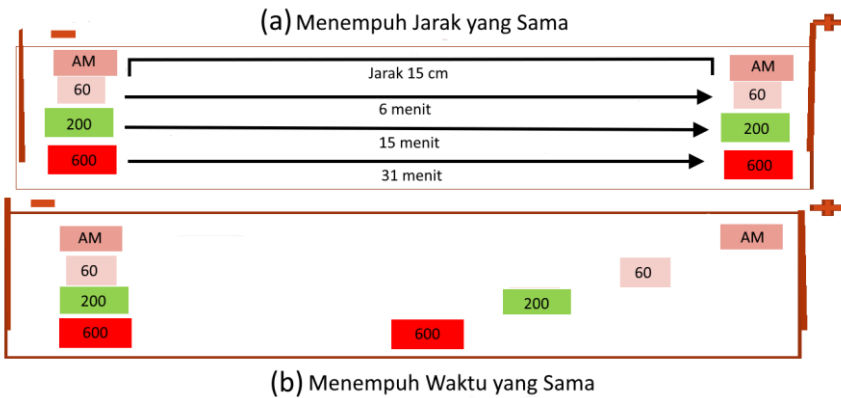 (a) Menempuh Jarak yang Sama
AM
Jarak 15 cm
AM
60
6 menit
60
200
15 menit
200
600
31 menit
600
AM
AM
60
60
200
200
600
600
(b) Menempuh Waktu yang Sama